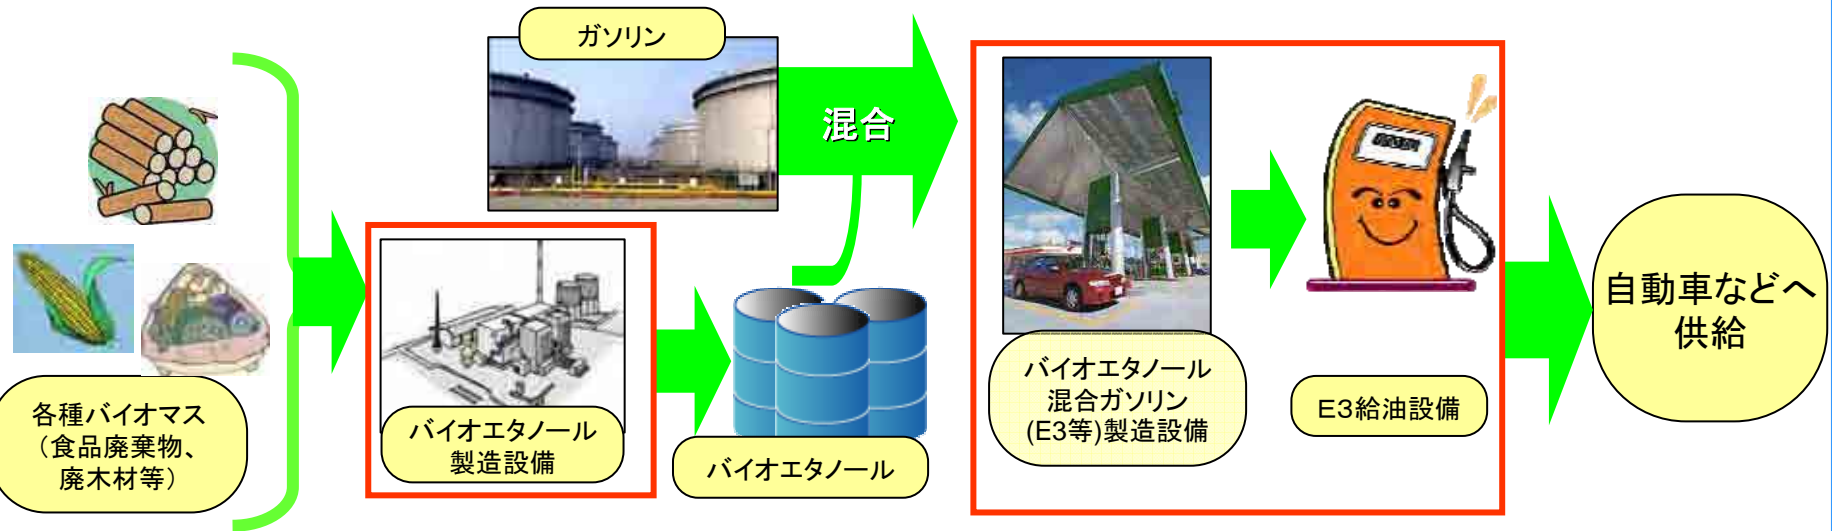 ガソリン
混合
各種バイオマス
（食品廃棄物、
廃木材等）
バイオエタノール
製造設備
バイオエタノール
バイオエタノール
混合ガソリン
(E3等)製造設備
E3給油設備
自動車などへ
供給